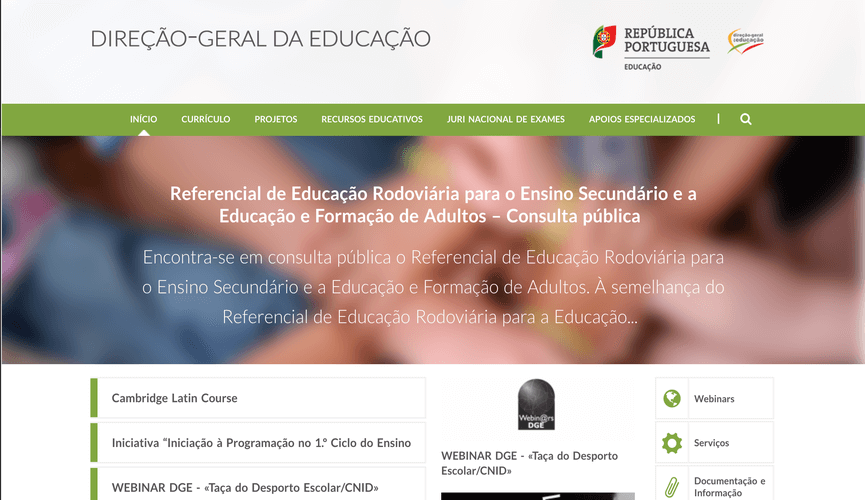 DIREÇÃO-GERAL DA EDUCAÇÃO
REPÚBLICA
PORTUGUESA
EDUCAÇÃO
direção-geral
educação
INÍCIO CURRÍCULO PROJETOS RECURSOS EDUCATIVOS JURI NACIONAL DE EXAMES APOIOS ESPECIALIZADOS
Referencial de Educação Rodoviária para o Ensino Secundário e a
Educação e Formação de Adultos – Consulta pública
Encontra-se em consulta pública o Referencial de Educação Rodoviária para
o Ensino Secundário e a Educação e Formação de Adultos. À semelhança do
Referencial de Educação Rodoviária para a Educação...
Cambridge Latin Course
Iniciativa “Iniciação à Programação no 1.º Ciclo do Ensino
WEBINAR DGE - «Taça do Desporto Escolar/CNID»
Webin@rs
DGE
WEBINAR DGE - «Taça do Desporto
Escolar/CNID»
Webinars
Serviços
Documentação e
Informação